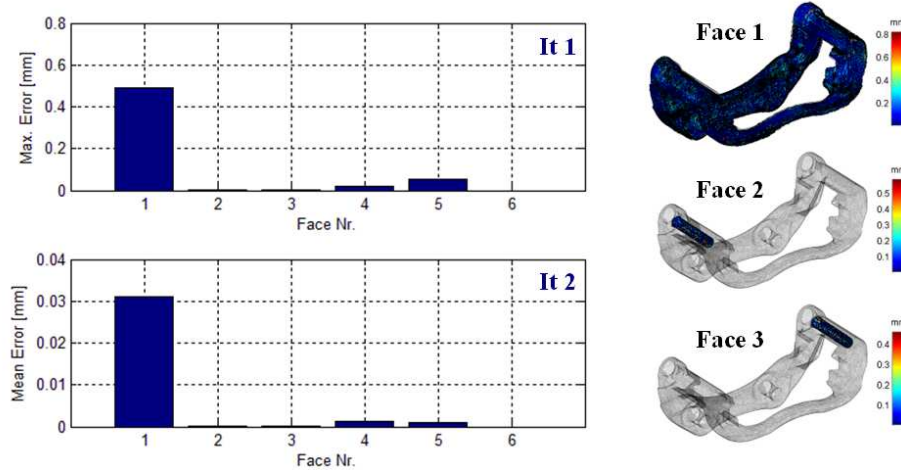 0.8
It 1
0.6
0.4
0.2
0
Max. Error [mm]
1 2 3 4 5 6
Face Nr.
0.04
It 2
0.03
0.02
0.01
0
Mean Error [mm]
1 2 3 4 5 6
Face Nr.
Face 1
mm
0.8
0.6
0.4
0.2
Face 2
mm
0.5
0.4
0.3
0.2
0.1
Face 3
mm
0.4
0.3
0.2
0.1